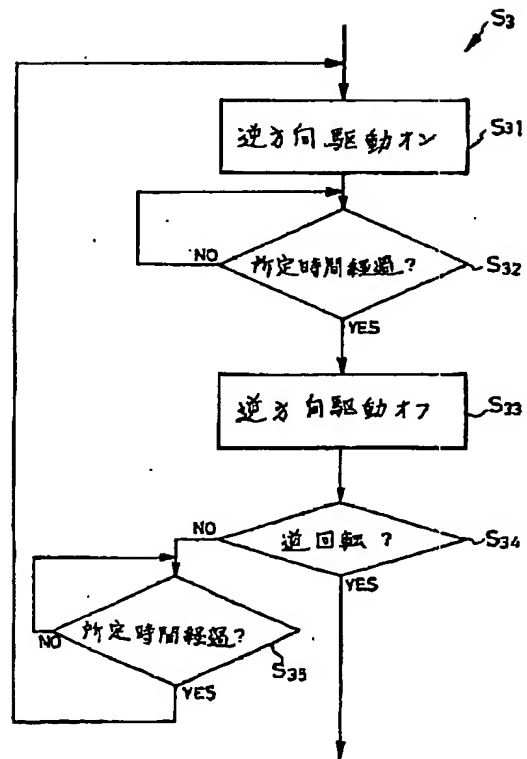 S3
逆方向駆動オン
S31
所定時間経過?
S32
NO
YES
逆方向駆動オフ
S33
逆回転?
S34
NO
YES
所定時間経過?
S35
NO
YES